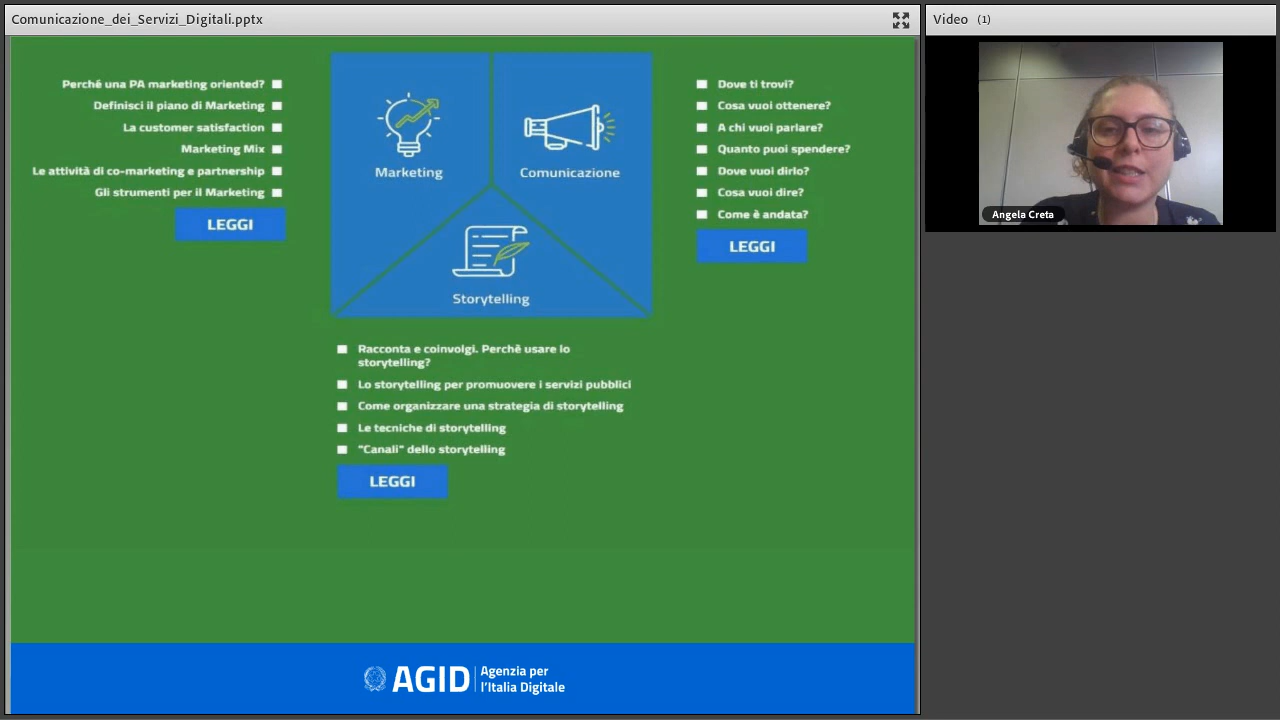 Comunicazione_dei_Servizi_Digitali.pptx
Video (1)
Angela Creta
Perché una PA marketing oriented?
Definisci il piano di Marketing
La customer satisfaction
Marketing Mix
Le attività di co-marketing e partnership
Gli strumenti per il Marketing
LEGGI
Marketing
Comunicazione
Storytelling
Dove ti trovi?
Cosa vuoi ottenere?
A chi vuoi parlare?
Quanto puoi spendere?
Dove vuoi dirlo?
Cosa vuoi dire?
Come è andata?
LEGGI
Racconta e coinvolgi. Perchè usare lo
storytelling?
Lo storytelling per promuovere i servizi pubblici
Come organizzare una strategia di storytelling
Le tecniche di storytelling
"Canali" dello storytelling
LEGGI
AGID
Agenzia per
l'Italia Digitale